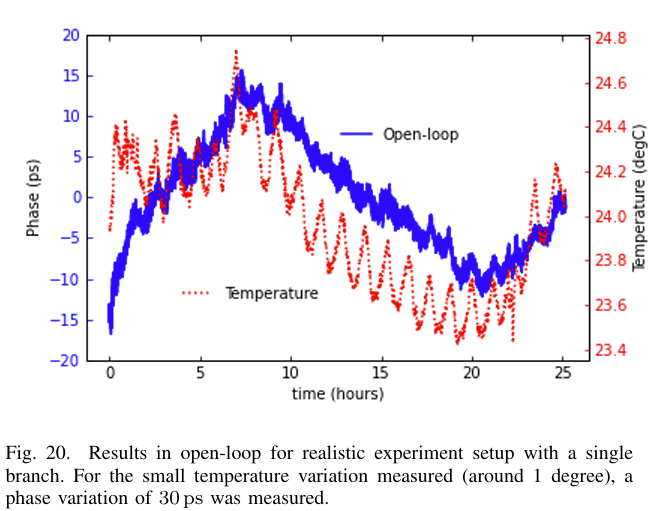 20
15
10
5
0
−5
−10
−15
−20
Phase (ps)
24.8
24.6
24.4
24.2
24.0
23.8
23.6
23.4
Temperature (degC)
Open-loop
Temperature
0 5 10 15 20 25
time (hours)
Fig. 20. Results in open-loop for realistic experiment setup with a single
branch. For the small temperature variation measured (around 1 degree), a
phase variation of 30 ps was measured.